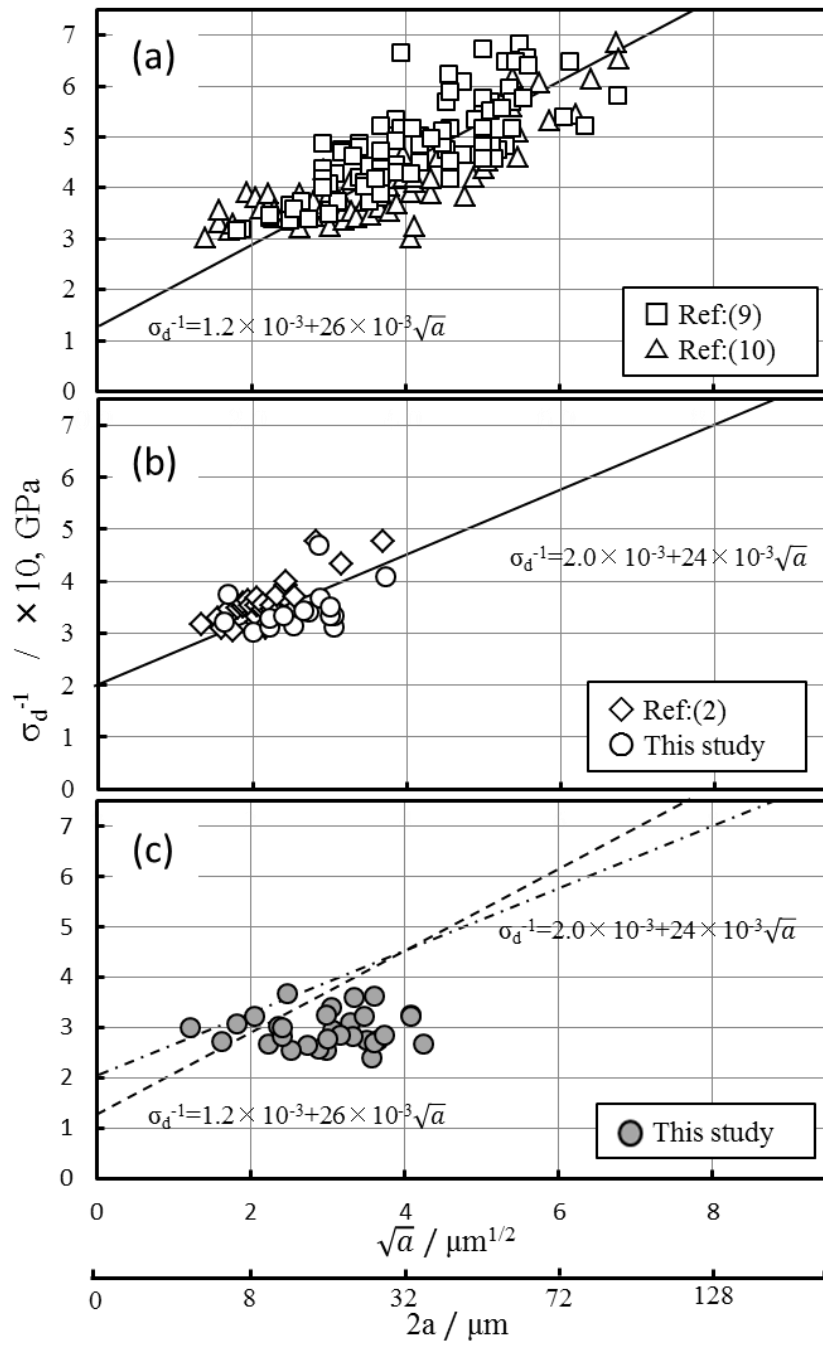 7
(a)
6
5
4
3
2
σd⁻¹=1.2×10⁻³+26×10⁻³√a
1
0
Ref:(9)
Ref:(10)
7
(b)
6
5
σd⁻¹=2.0×10⁻³+24×10⁻³√a
4
3
2
1
0
Ref:(2)
This study
σd⁻¹ / ×10, GPa
7
(c)
6
5
σd⁻¹=2.0×10⁻³+24×10⁻³√a
4
3
2
σd⁻¹=1.2×10⁻³+26×10⁻³√a
1
0
This study
0 2 4 6 8
√a / μm¹/²
0 8 32 72 128
2a / μm